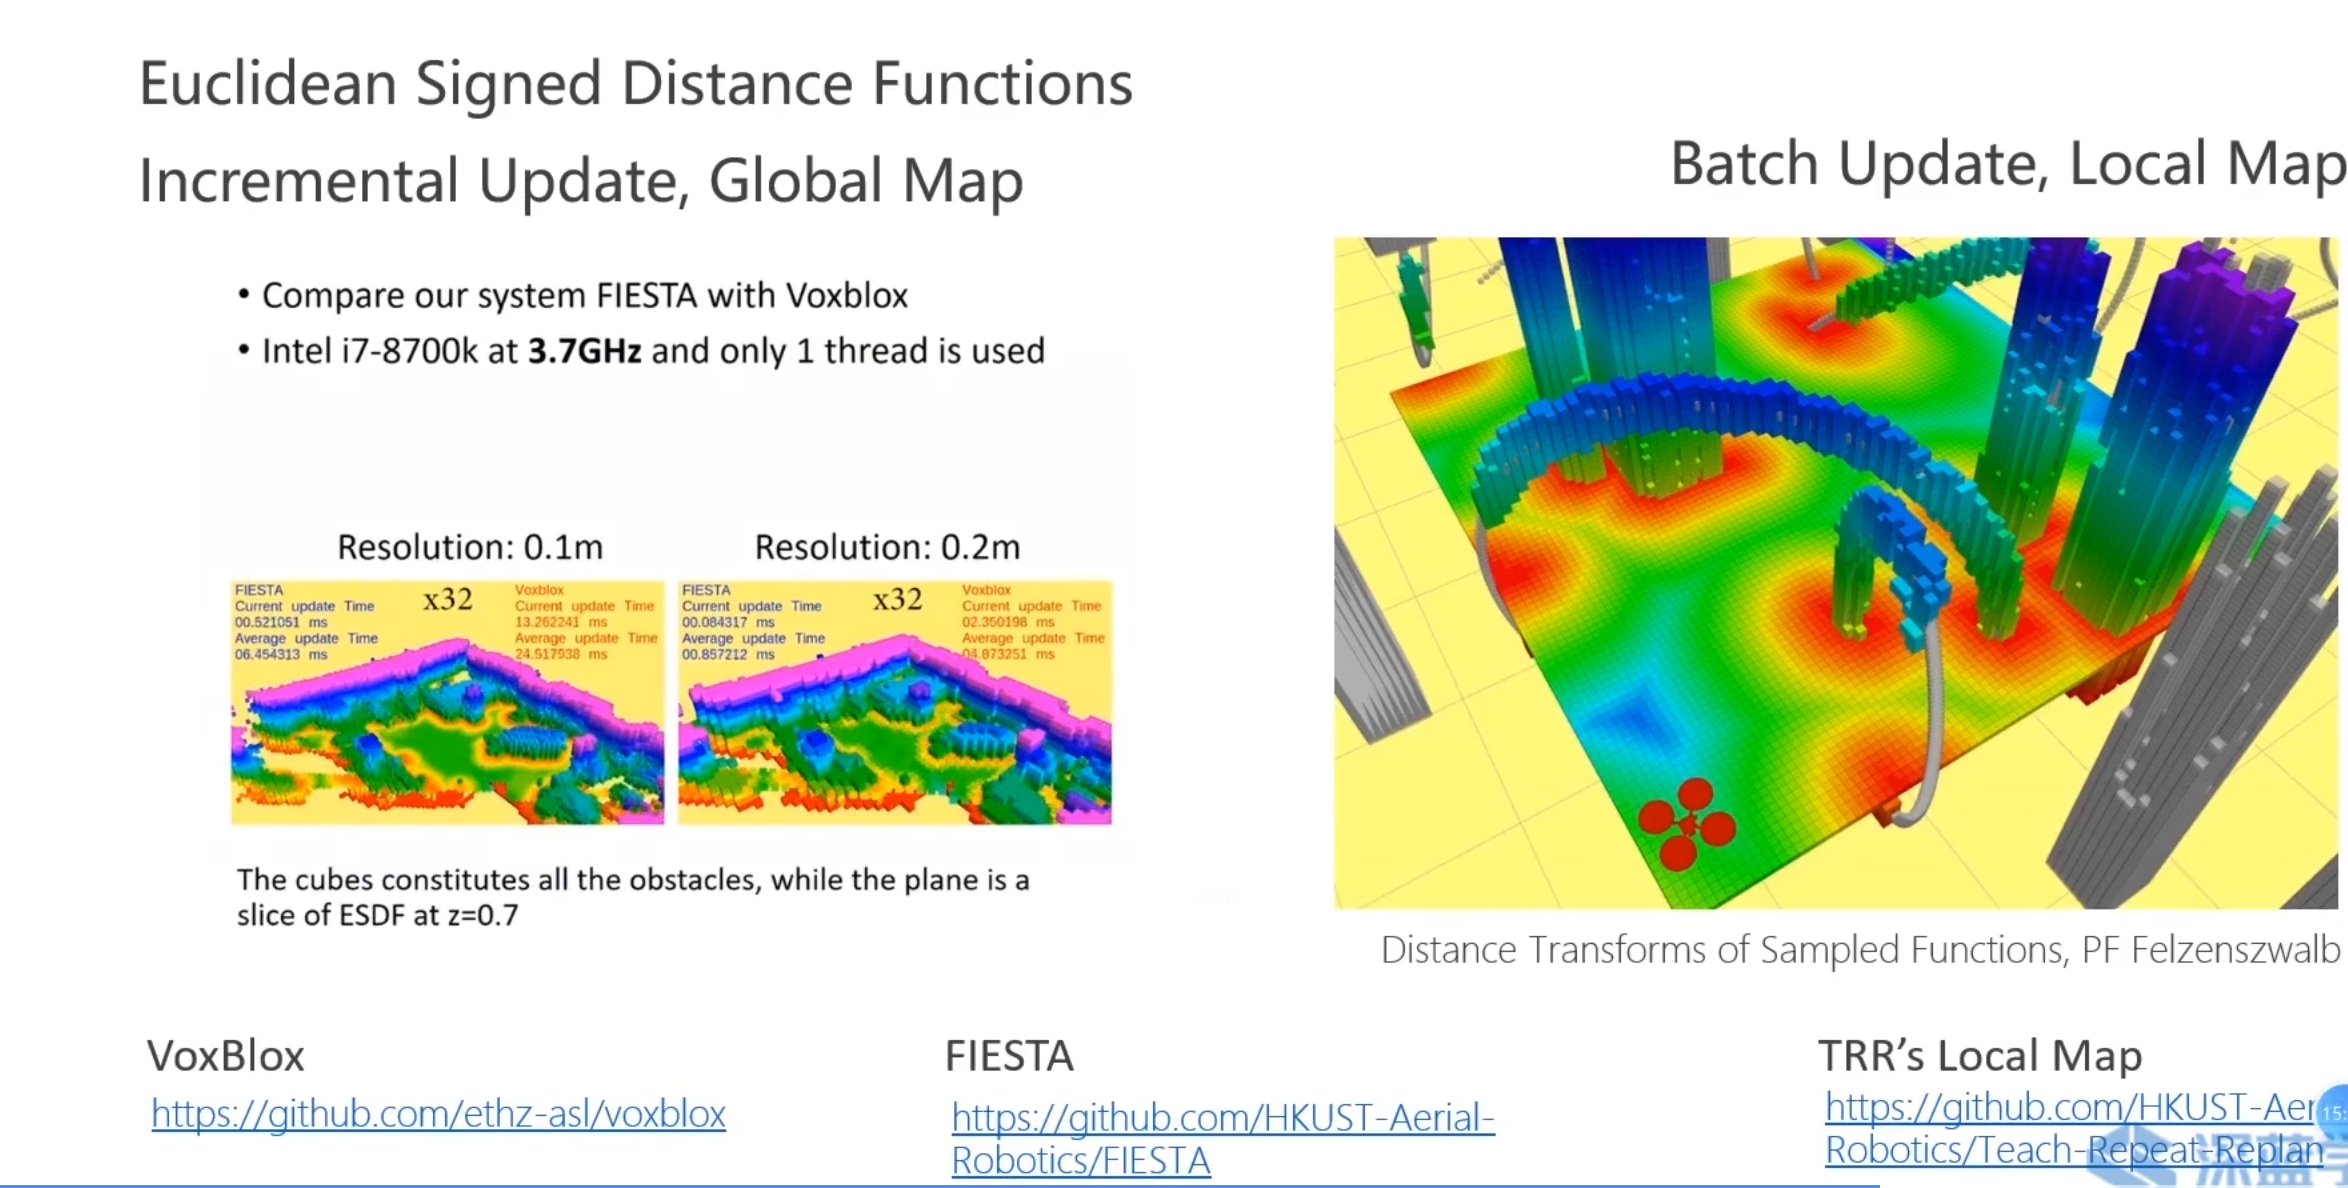 Euclidean Signed Distance Functions
Incremental Update, Global Map
Batch Update, Local Map
• Compare our system FIESTA with Voxblox
• Intel i7-8700k at 3.7GHz and only 1 thread is used
Resolution: 0.1m
FIESTA
Current update Time
00.521051 ms
Average update Time
06.454313 ms
x32
Voxblox
Current update Time
13.262241 ms
Average update Time
24.517938 ms
Resolution: 0.2m
FIESTA
Current update Time
00.084317 ms
Average update Time
00.857212 ms
x32
Voxblox
Current update Time
02.350198 ms
Average update Time
04.873251 ms
The cubes constitutes all the obstacles, while the plane is a
slice of ESDF at z=0.7
Distance Transforms of Sampled Functions, PF Felzenszwalb
VoxBlox
https://github.com/ethz-asl/voxblox
FIESTA
https://github.com/HKUST-Aerial-
Robotics/FIESTA
TRR’s Local Map
https://github.com/HKUST-Aer
Robotics/Teach-Repeat-Replan
15:
深蓝学